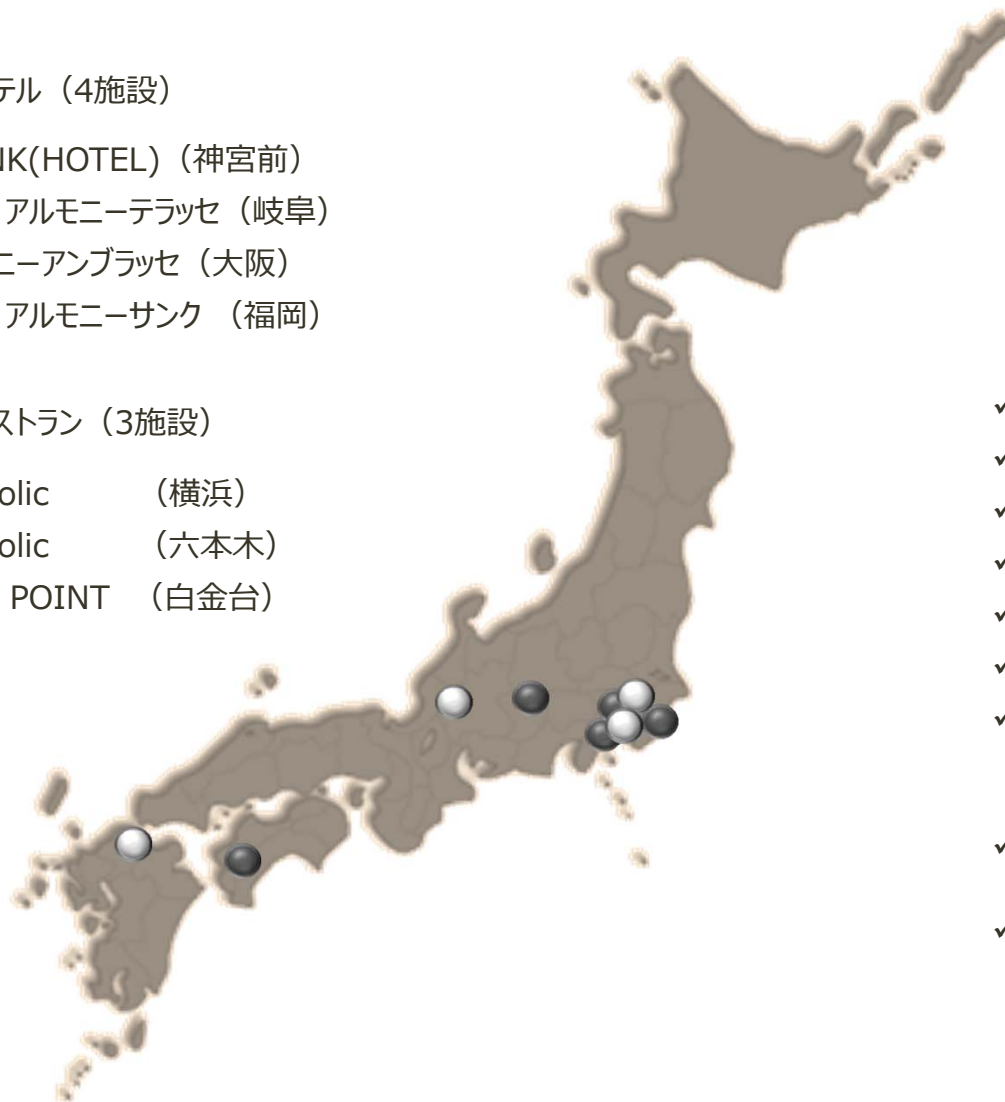 テル（4施設）
NK(HOTEL)（神宮前）
アルモニーテラッセ（岐阜）
ニーアンブラッセ（大阪）
アルモニーサンク （福岡）
ストラン（3施設）
olic （横浜）
olic （六本木）
POINT （白金台）